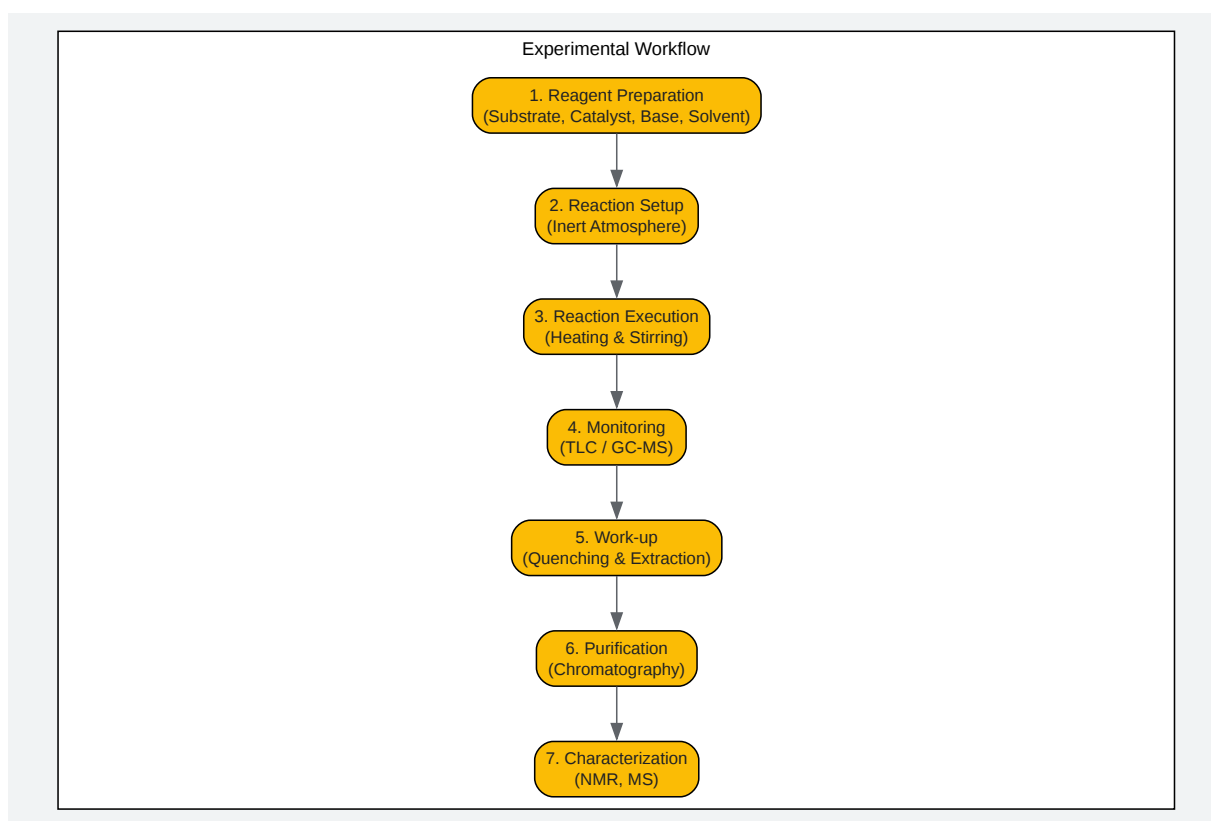 Experimental Workflow
1. Reagent Preparation
(Substrate, Catalyst, Base, Solvent)
2. Reaction Setup
(Inert Atmosphere)
3. Reaction Execution
(Heating & Stirring)
4. Monitoring
(TLC / GC-MS)
5. Work-up
(Quenching & Extraction)
6. Purification
(Chromatography)
7. Characterization
(NMR, MS)